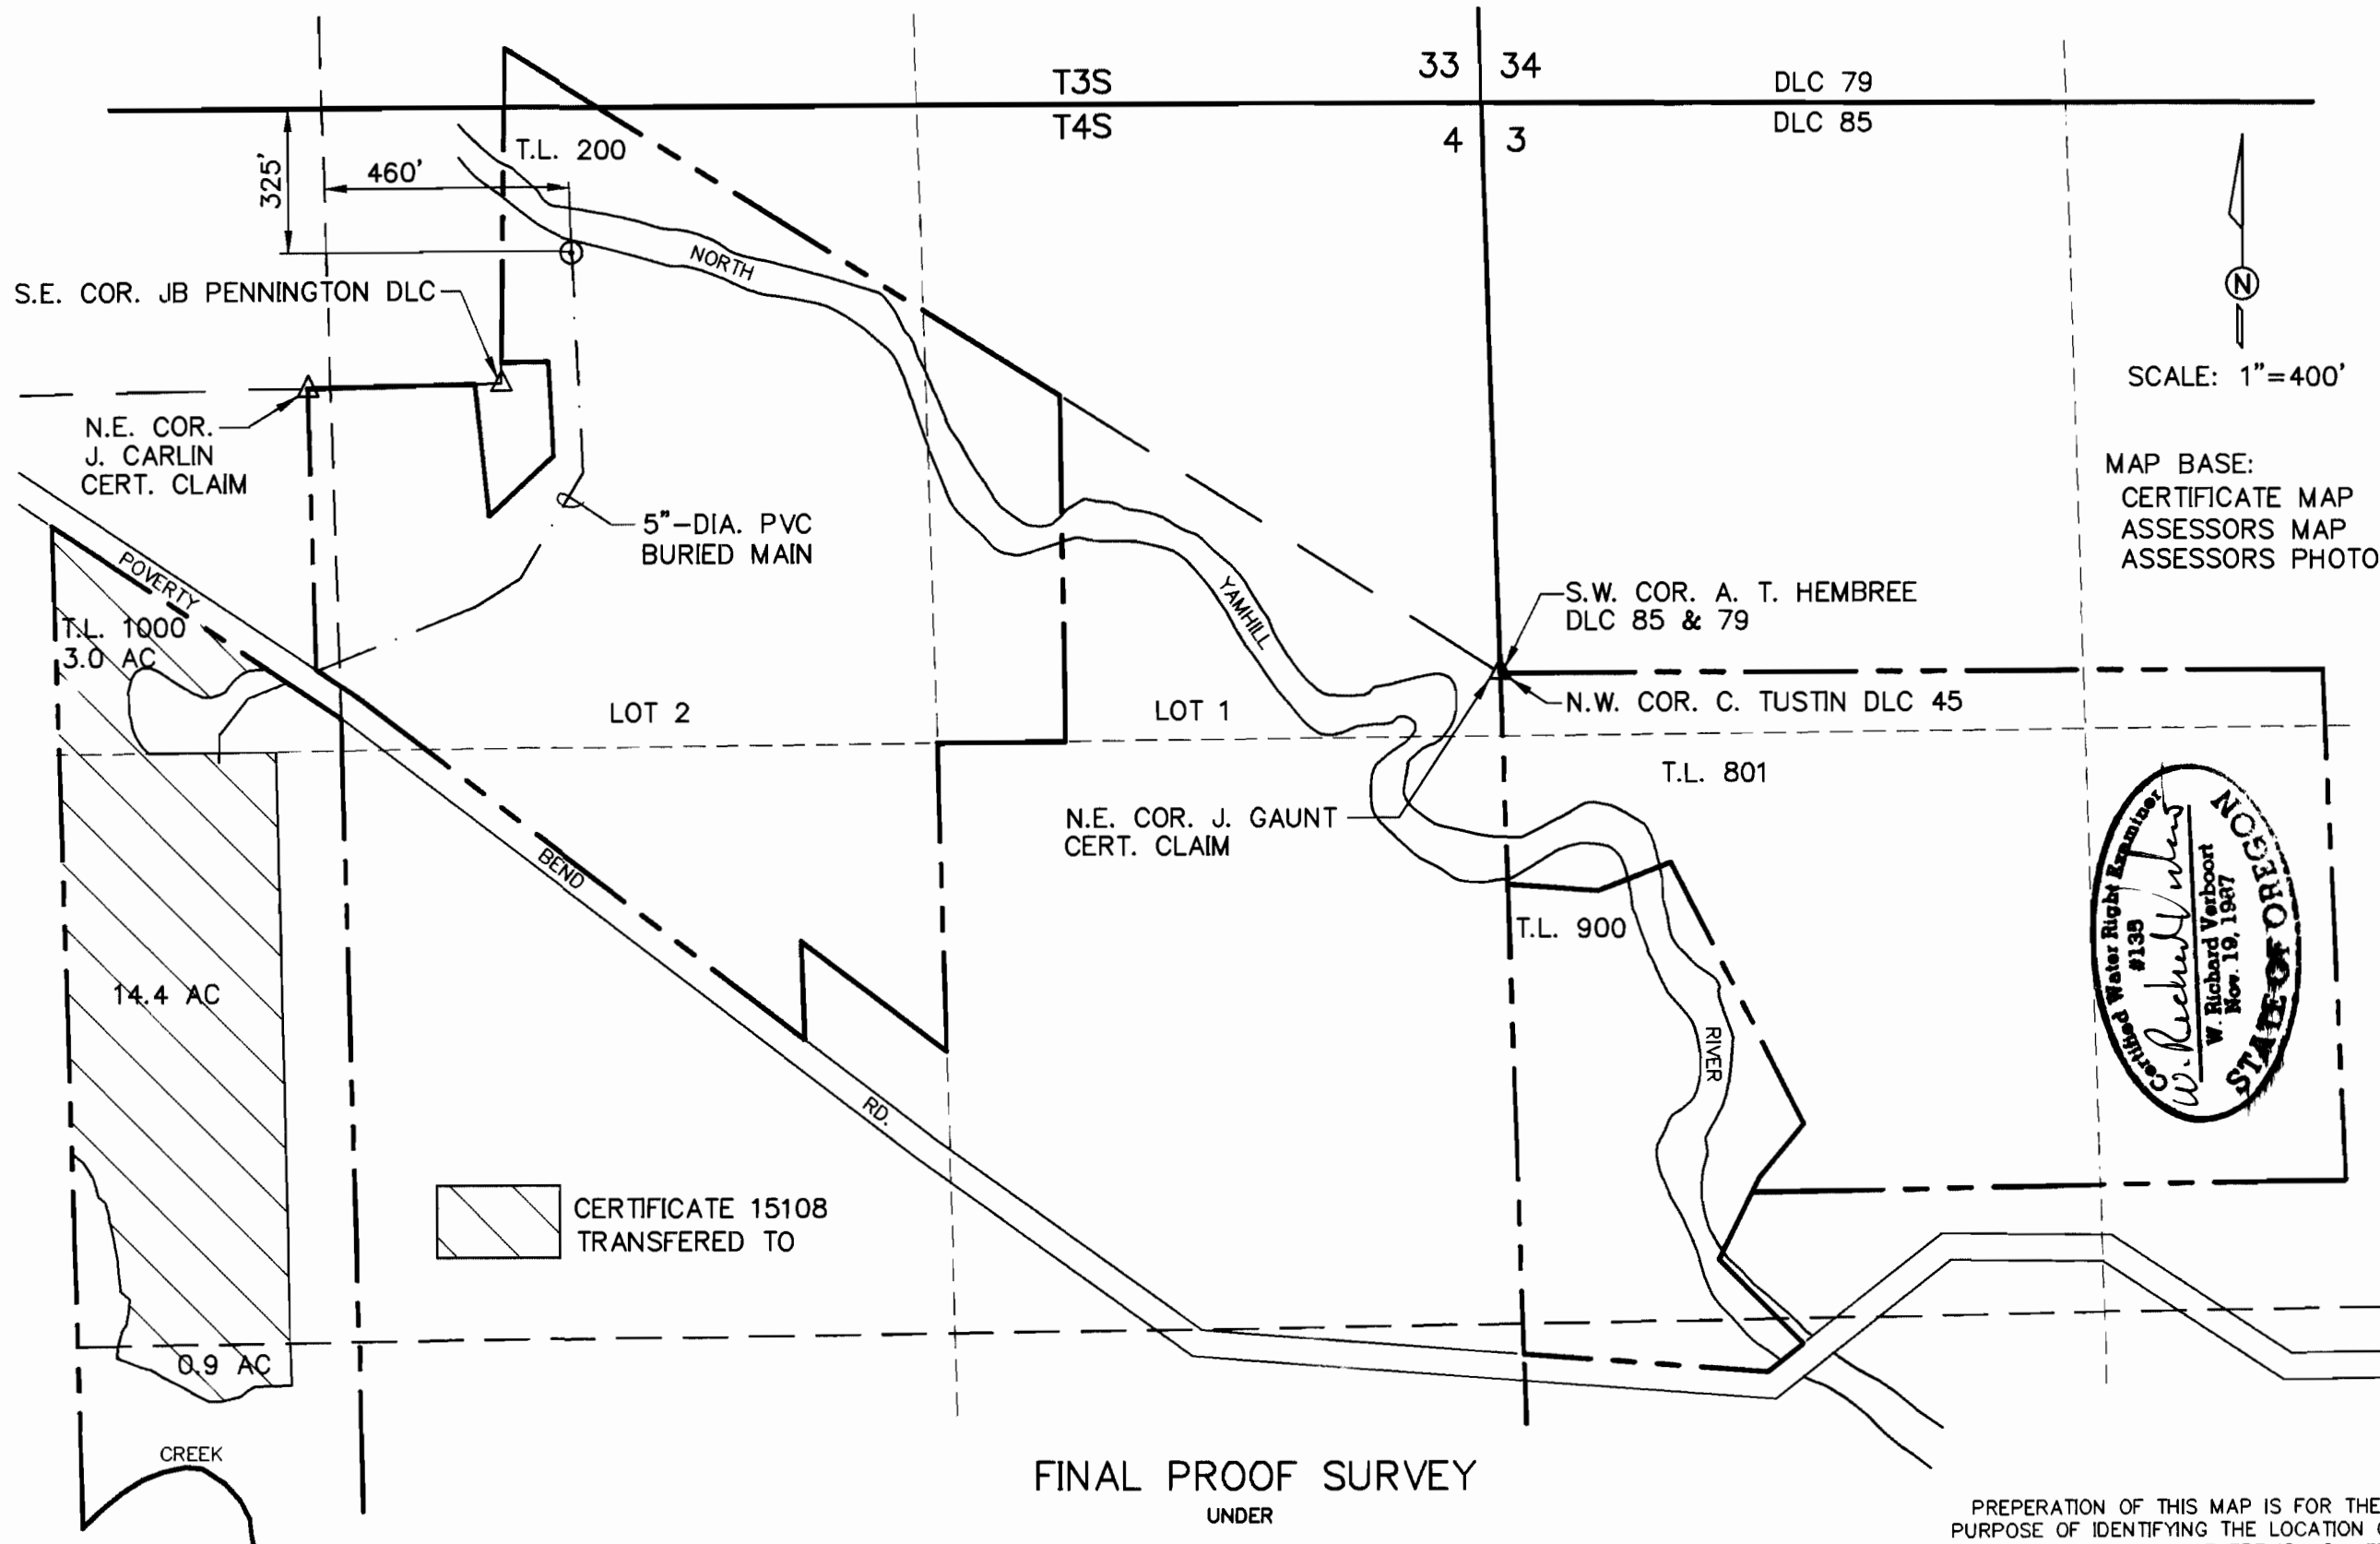 33 34
T3S
DLC 79
T4S
DLC 85
4 3
T.L. 200
325'
460'
NORTH
S.E. COR. JB PENNINGTON DLC
N
SCALE: 1"=400'
N.E. COR.
J. CARLIN
CERT. CLAIM
MAP BASE:
CERTIFICATE MAP
ASSESSORS MAP
ASSESSORS PHOTO
5"-DIA. PVC
BURIED MAIN
POVERTY
YAMHILL
S.W. COR. A. T. HEMBREE
DLC 85 & 79
T.L. 1000
3.0 AC
LOT 2
LOT 1
N.W. COR. C. TUSTIN DLC 45
T.L. 801
N.E. COR. J. GAUNT
CERT. CLAIM
BEND
T.L. 900
14.4 AC
RIVER
RD.
Certified Water Right Examiner
#135
W. Richard Verboort
Nov. 19, 1987
STATE OF OREGON
CERTIFICATE 15108
TRANSFERED TO
0.9 AC
CREEK
FINAL PROOF SURVEY
UNDER
PREPERATION OF THIS MAP IS FOR THE
PURPOSE OF IDENTIFYING THE LOCATION